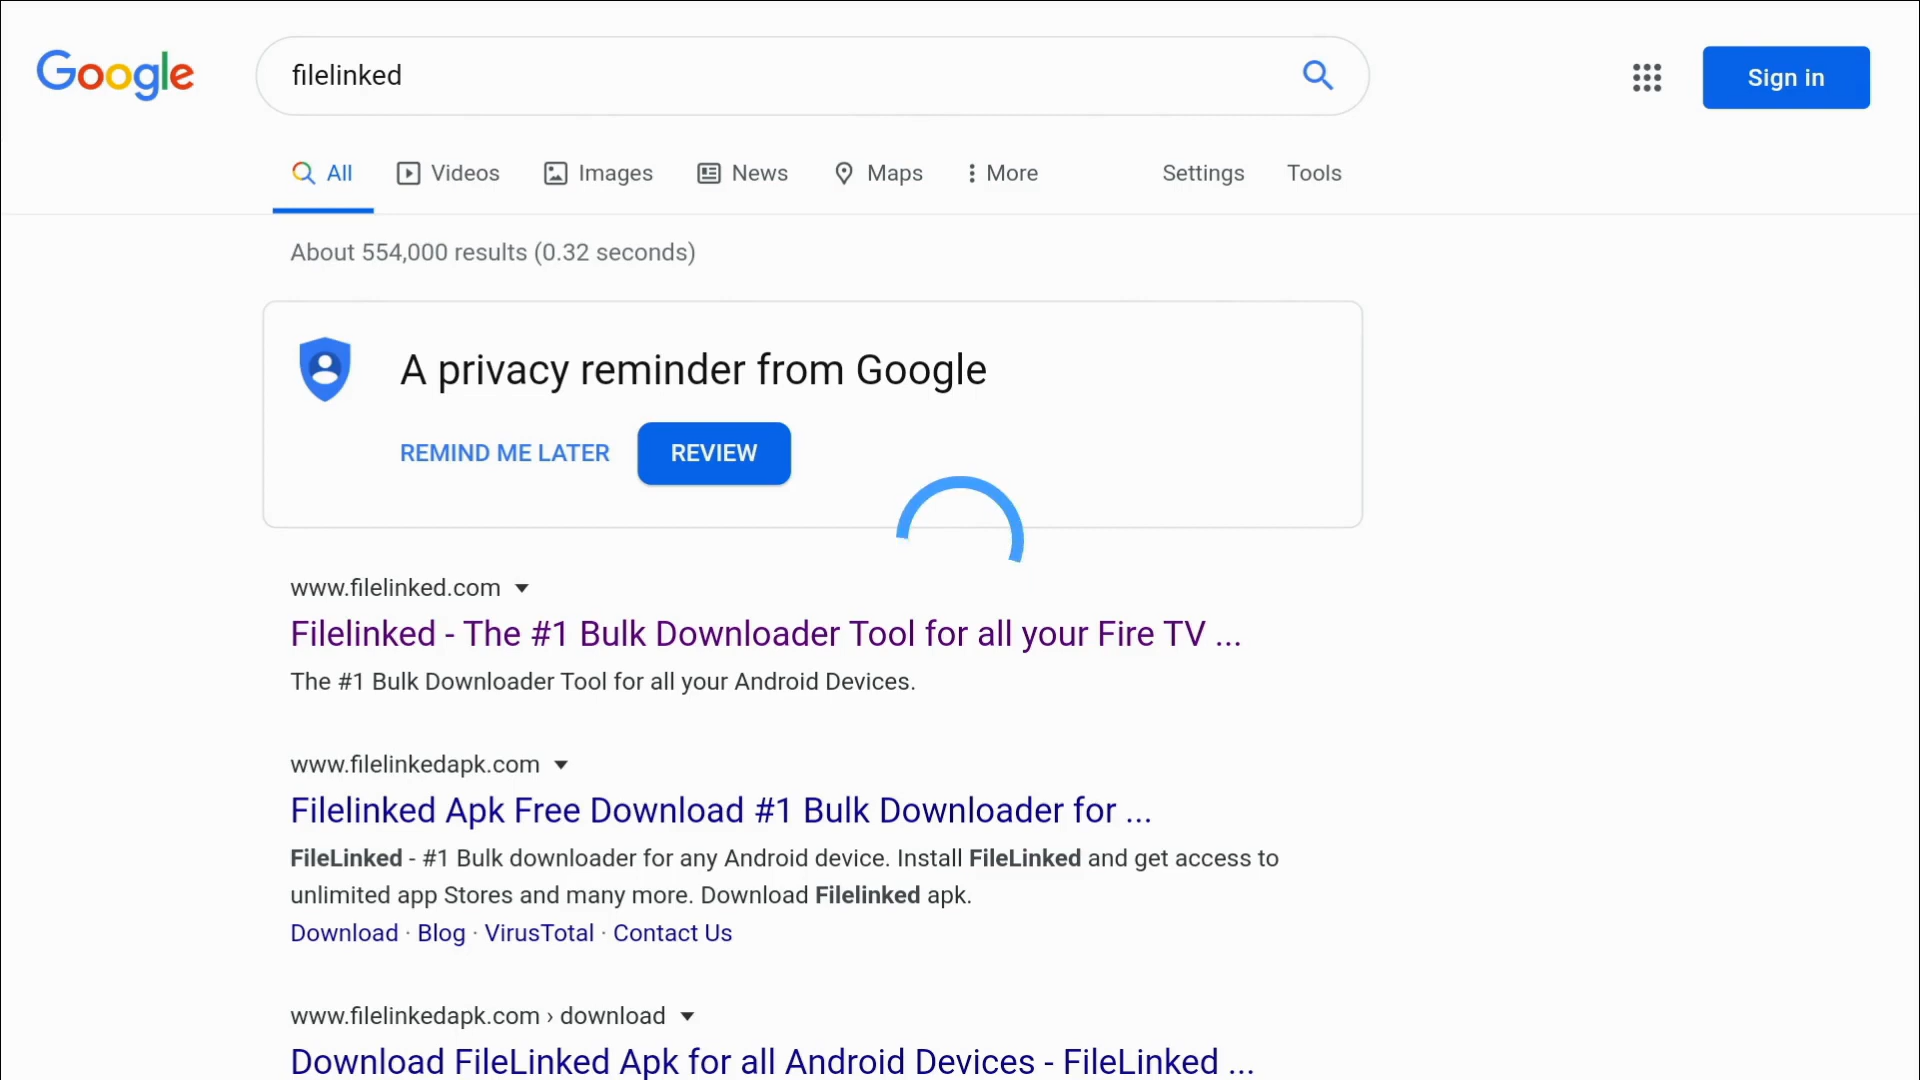 Google
filelinked
Sign in
All Videos Images News Maps More Settings Tools
About 554,000 results (0.32 seconds)
A privacy reminder from Google
REMIND ME LATER REVIEW
www.filelinked.com
Filelinked - The #1 Bulk Downloader Tool for all your Fire TV ...
The #1 Bulk Downloader Tool for all your Android Devices.
www.filelinkedapk.com
Filelinked Apk Free Download #1 Bulk Downloader for ...
FileLinked - #1 Bulk downloader for any Android device. Install FileLinked and get access to
unlimited app Stores and many more. Download Filelinked apk.
Download · Blog · VirusTotal · Contact Us
www.filelinkedapk.com › download
Download FileLinked Apk for all Android Devices - FileLinked ...